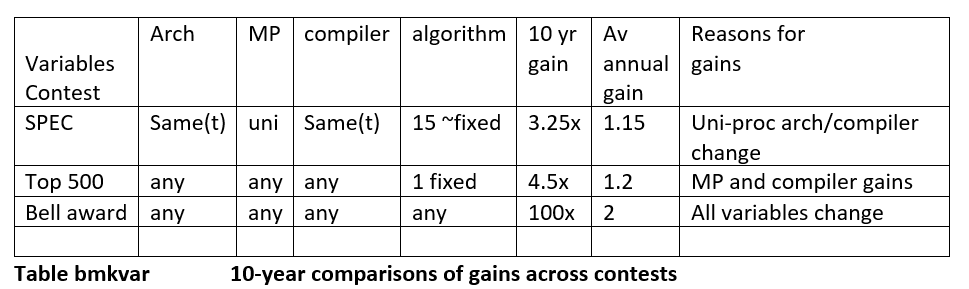 Variables Contest Arch MP compiler algorithm 10 yr gain Av annual gain Reasons for gains
SPEC Same(t) uni Same(t) 15 ~fixed 3.25x 1.15 Uni-proc arch/compiler change
Top 500 any any any 1 fixed 4.5x 1.2 MP and compiler gains
Bell award any any any any 100x 2 All variables change
Table bmkvar 10-year comparisons of gains across contests